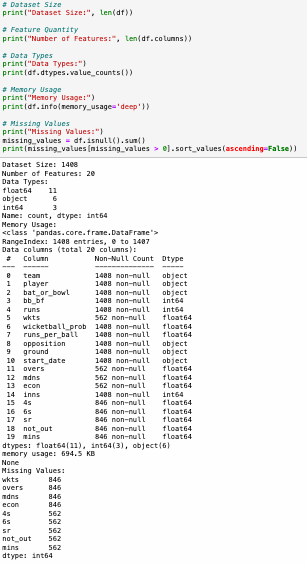 # Dataset Size
print("Dataset Size:", len(df))
# Feature Quantity
print("Number of Features:", len(df.columns))
# Data Types
print("Data Types:")
print(df.dtypes.value_counts())
# Memory Usage
print("Memory Usage:")
print(df.info(memory_usage='deep'))
# Missing Values
print("Missing Values:")
missing_values = df.isnull().sum()
print(missing_values[missing_values > 0].sort_values(ascending=False))
Dataset Size: 1408
Number of Features: 20
Data Types:
float64    11
object      6
int64       3
Name: count, dtype: int64
Memory Usage:
<class 'pandas.core.frame.DataFrame'>
RangeIndex: 1408 entries, 0 to 1407
Data columns (total 20 columns):
#   Column   Non-Null Count  Dtype
---  ------   --------------  -----
0   team   1408 non-null   object
1   player   1408 non-null   object
2   bat_or_bowl   1408 non-null   object
3   bb_bf   1408 non-null   int64
4   runs   1408 non-null   int64
5   wkts   562 non-null   float64
6   wicketball_prob   1408 non-null   float64
7   runs_per_ball   1408 non-null   float64
8   opposition   1408 non-null   object
9   ground   1408 non-null   object
10  start_date   1408 non-null   object
11  overs   562 non-null   float64
12  mdns   562 non-null   float64
13  econ   562 non-null   float64
14  inns   1408 non-null   int64
15  4s   846 non-null   float64
16  6s   846 non-null   float64
17  sr   846 non-null   float64
18  not_out   846 non-null   float64
19  mins   846 non-null   float64
dtypes: float64(11), int64(3), object(6)
memory usage: 694.5 KB
None
Missing Values:
wkts       846
overs      846
mdns       846
econ       846
4s         562
6s         562
sr         562
not_out    562
mins       562
dtype: int64